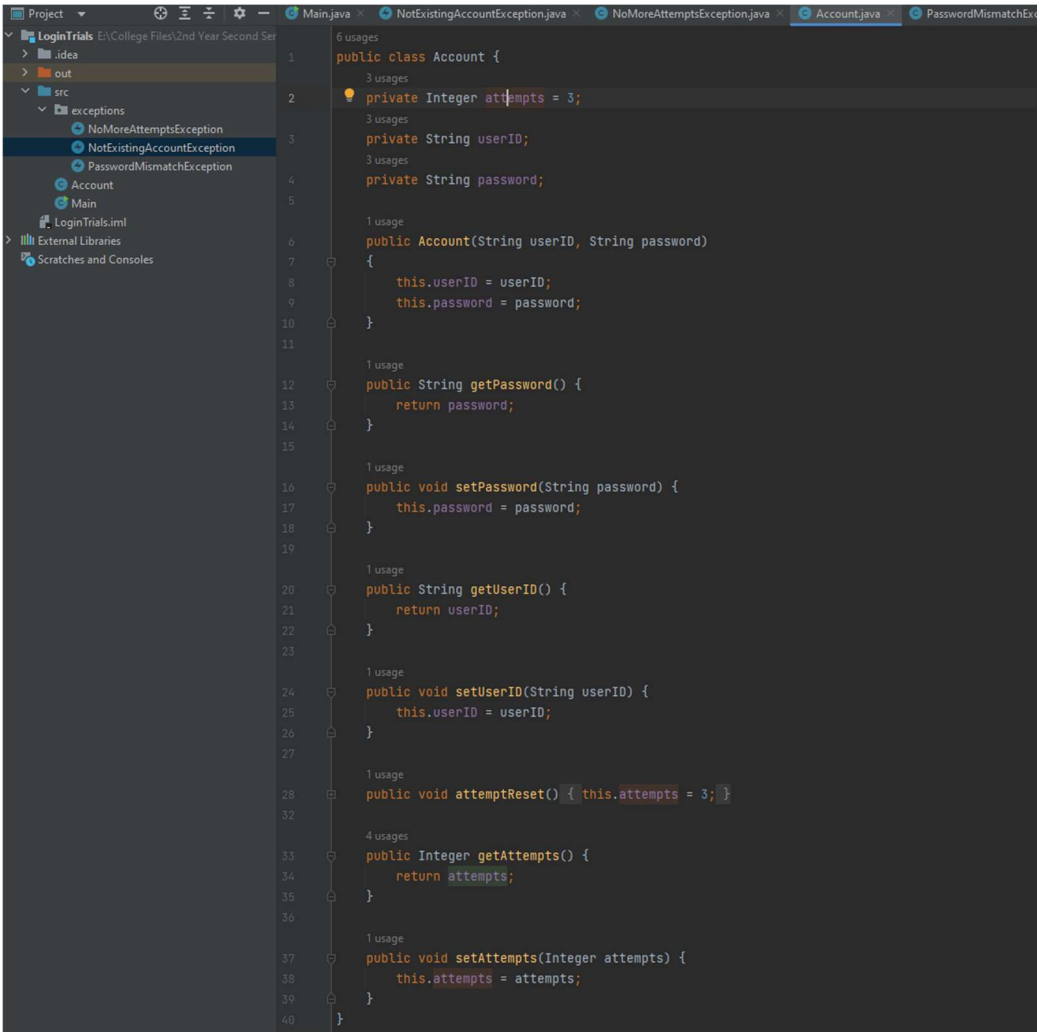 Project
Main.java
NotExistingAccountException.java
NoMoreAttemptsException.java
Account.java
PasswordMismatchExc
LoginTrials E:\College Files\2nd Year Second Ser
.idea
out
src
exceptions
NoMoreAttemptsException
NotExistingAccountException
PasswordMismatchException
Account
Main
LoginTrials.iml
External Libraries
Scratches and Consoles
6 usages
1 public class Account {
3 usages
2 private Integer attempts = 3;
3 usages
3 private String userID;
3 usages
4 private String password;
5
1 usage
6 public Account(String userID, String password)
7 {
8 this.userID = userID;
9 this.password = password;
10 }
11
1 usage
12 public String getPassword() {
13 return password;
14 }
15
1 usage
16 public void setPassword(String password) {
17 this.password = password;
18 }
19
1 usage
20 public String getUserID() {
21 return userID;
22 }
23
1 usage
24 public void setUserID(String userID) {
25 this.userID = userID;
26 }
27
1 usage
28 public void attemptReset() { this.attempts = 3; }
32
4 usages
33 public Integer getAttempts() {
34 return attempts;
35 }
36
1 usage
37 public void setAttempts(Integer attempts) {
38 this.attempts = attempts;
39 }
40 }